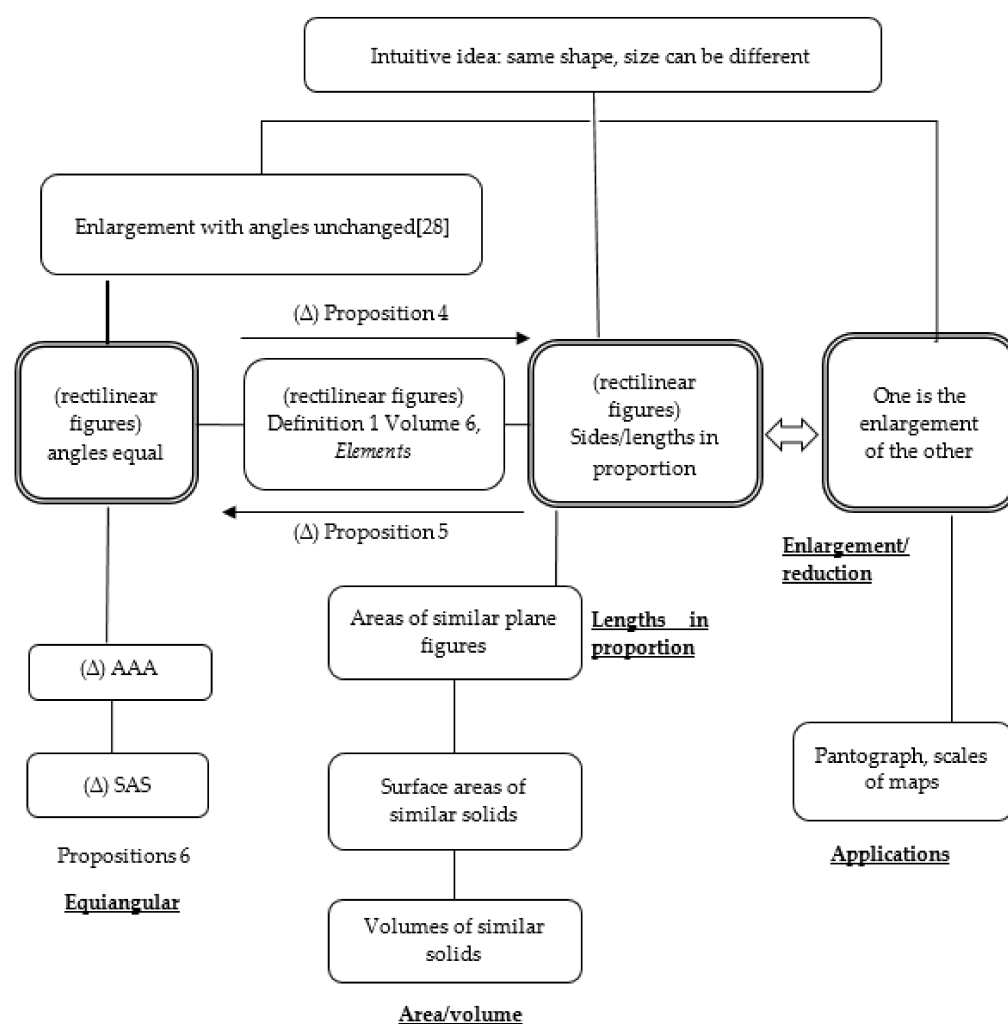 Intuitive idea: same shape, size can be different
Enlargement with angles unchanged[28]
(Δ) Proposition 4
(rectilinear
figures)
angles equal
(rectilinear figures)
Definition 1 Volume 6,
Elements
(rectilinear
figures)
Sides/lengths in
proportion
One is the
enlargement
of the other
(Δ) Proposition 5
Enlargement/
reduction
Areas of similar plane
figures
Lengths in
proportion
(Δ) AAA
(Δ) SAS
Propositions 6
Equiangular
Surface areas of
similar solids
Pantograph, scales
of maps
Applications
Volumes of similar
solids
Area/volume